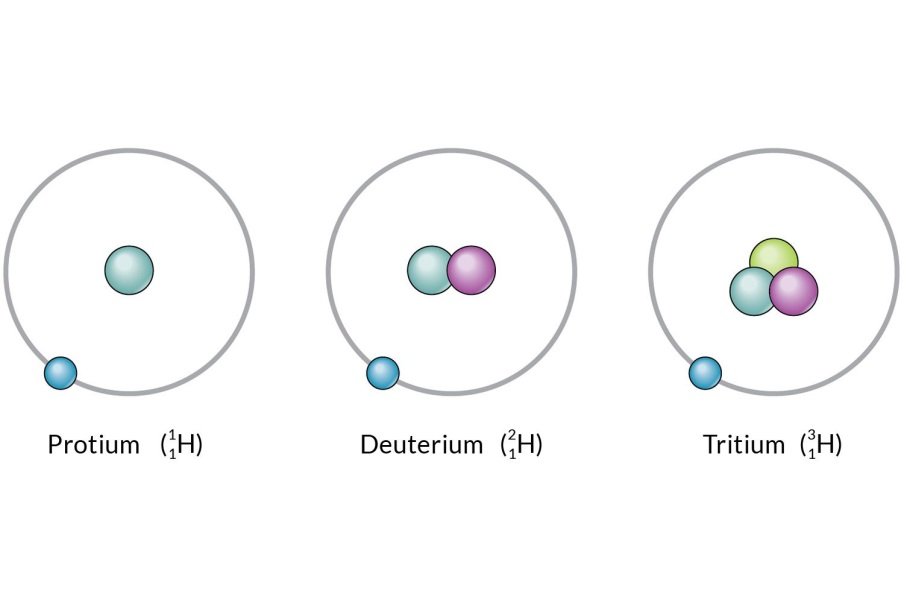 Protium (¹₁H)
Deuterium (²₁H)
Tritium (³₁H)